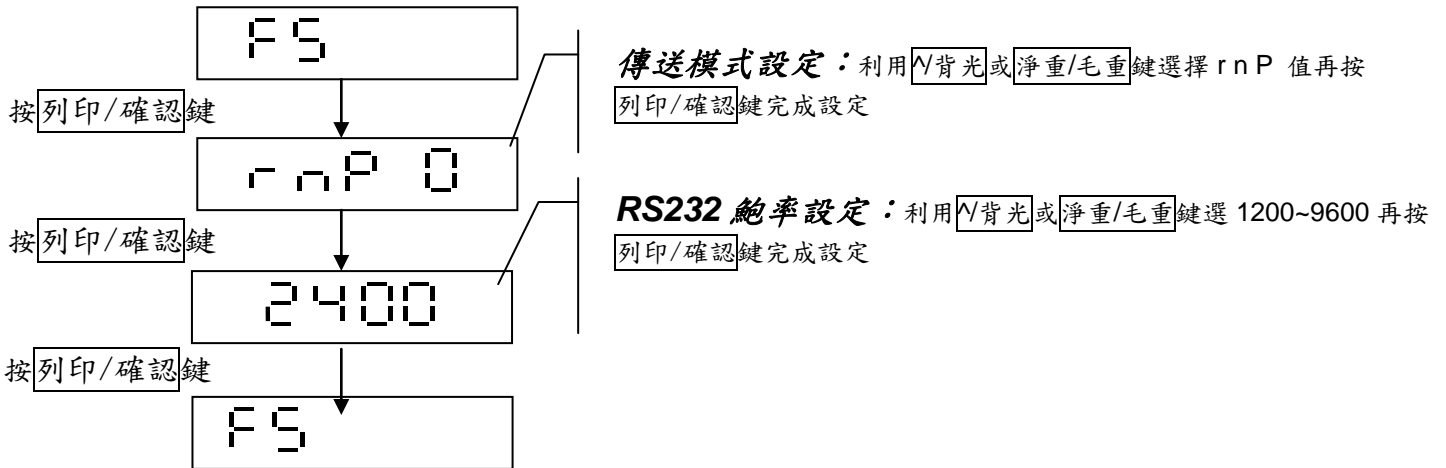 FS
傳送模式設定：利用^/背光或淨重/毛重鍵選擇 r n P 值再按
列印/確認鍵完成設定
按列印/確認鍵
rnP 0
RS232 鮑率設定：利用^/背光或淨重/毛重鍵選 1200~9600 再按
列印/確認鍵完成設定
按列印/確認鍵
2400
按列印/確認鍵
FS